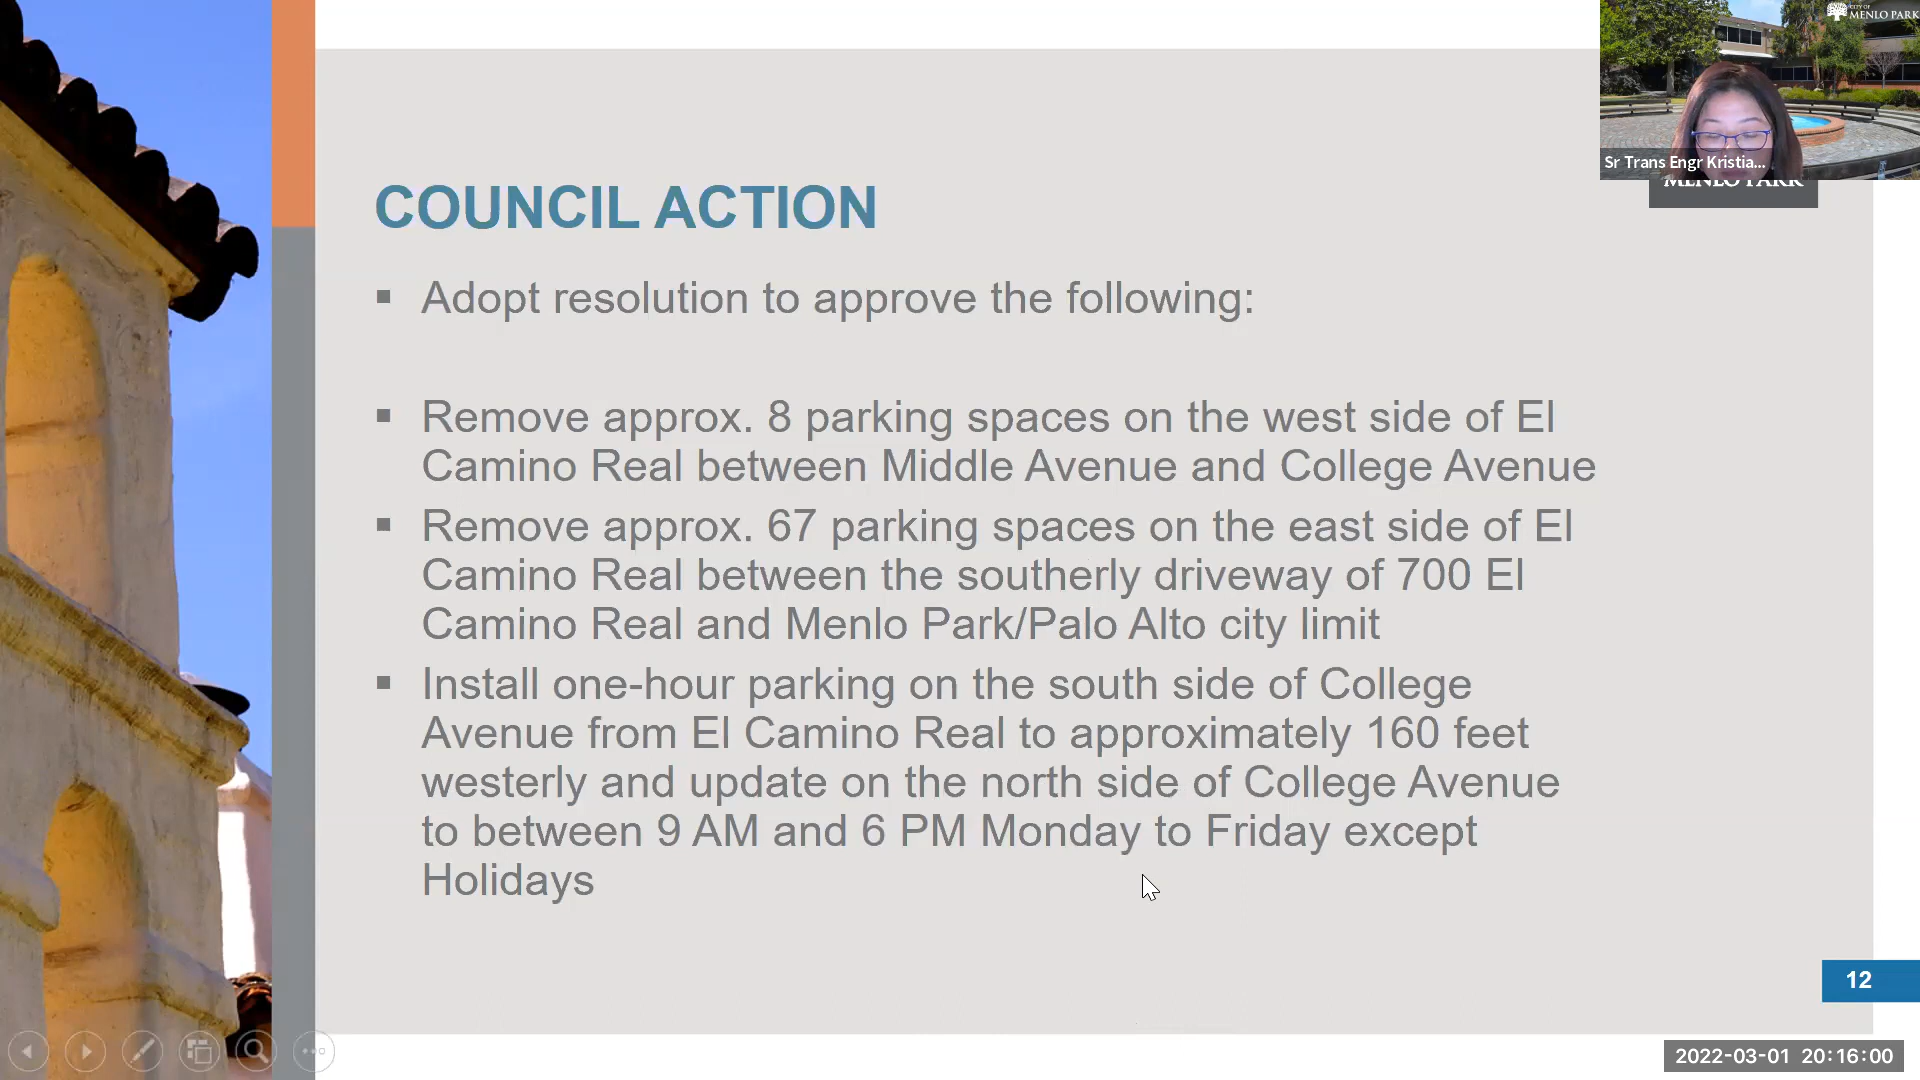 CITY OF
MENLO PARK
Sr Trans Engr Kristia...
MENLO PARK
COUNCIL ACTION
▪ Adopt resolution to approve the following:
▪ Remove approx. 8 parking spaces on the west side of El
Camino Real between Middle Avenue and College Avenue
▪ Remove approx. 67 parking spaces on the east side of El
Camino Real between the southerly driveway of 700 El
Camino Real and Menlo Park/Palo Alto city limit
▪ Install one-hour parking on the south side of College
Avenue from El Camino Real to approximately 160 feet
westerly and update on the north side of College Avenue
to between 9 AM and 6 PM Monday to Friday except
Holidays
12
2022-03-01 20:16:00